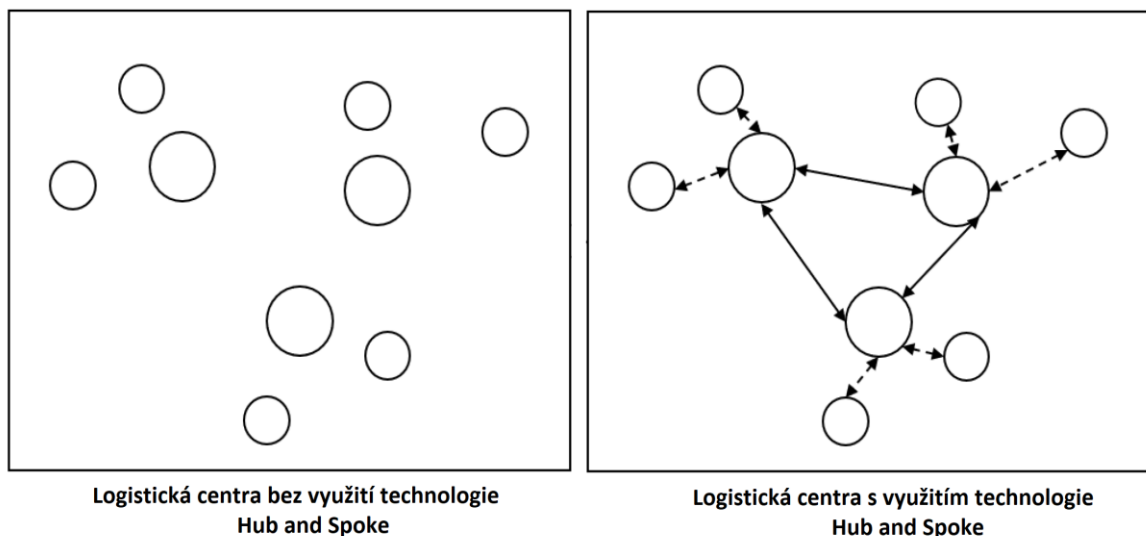 Logistická centra bez využití technologie
Hub and Spoke
Logistická centra s využitím technologie
Hub and Spoke